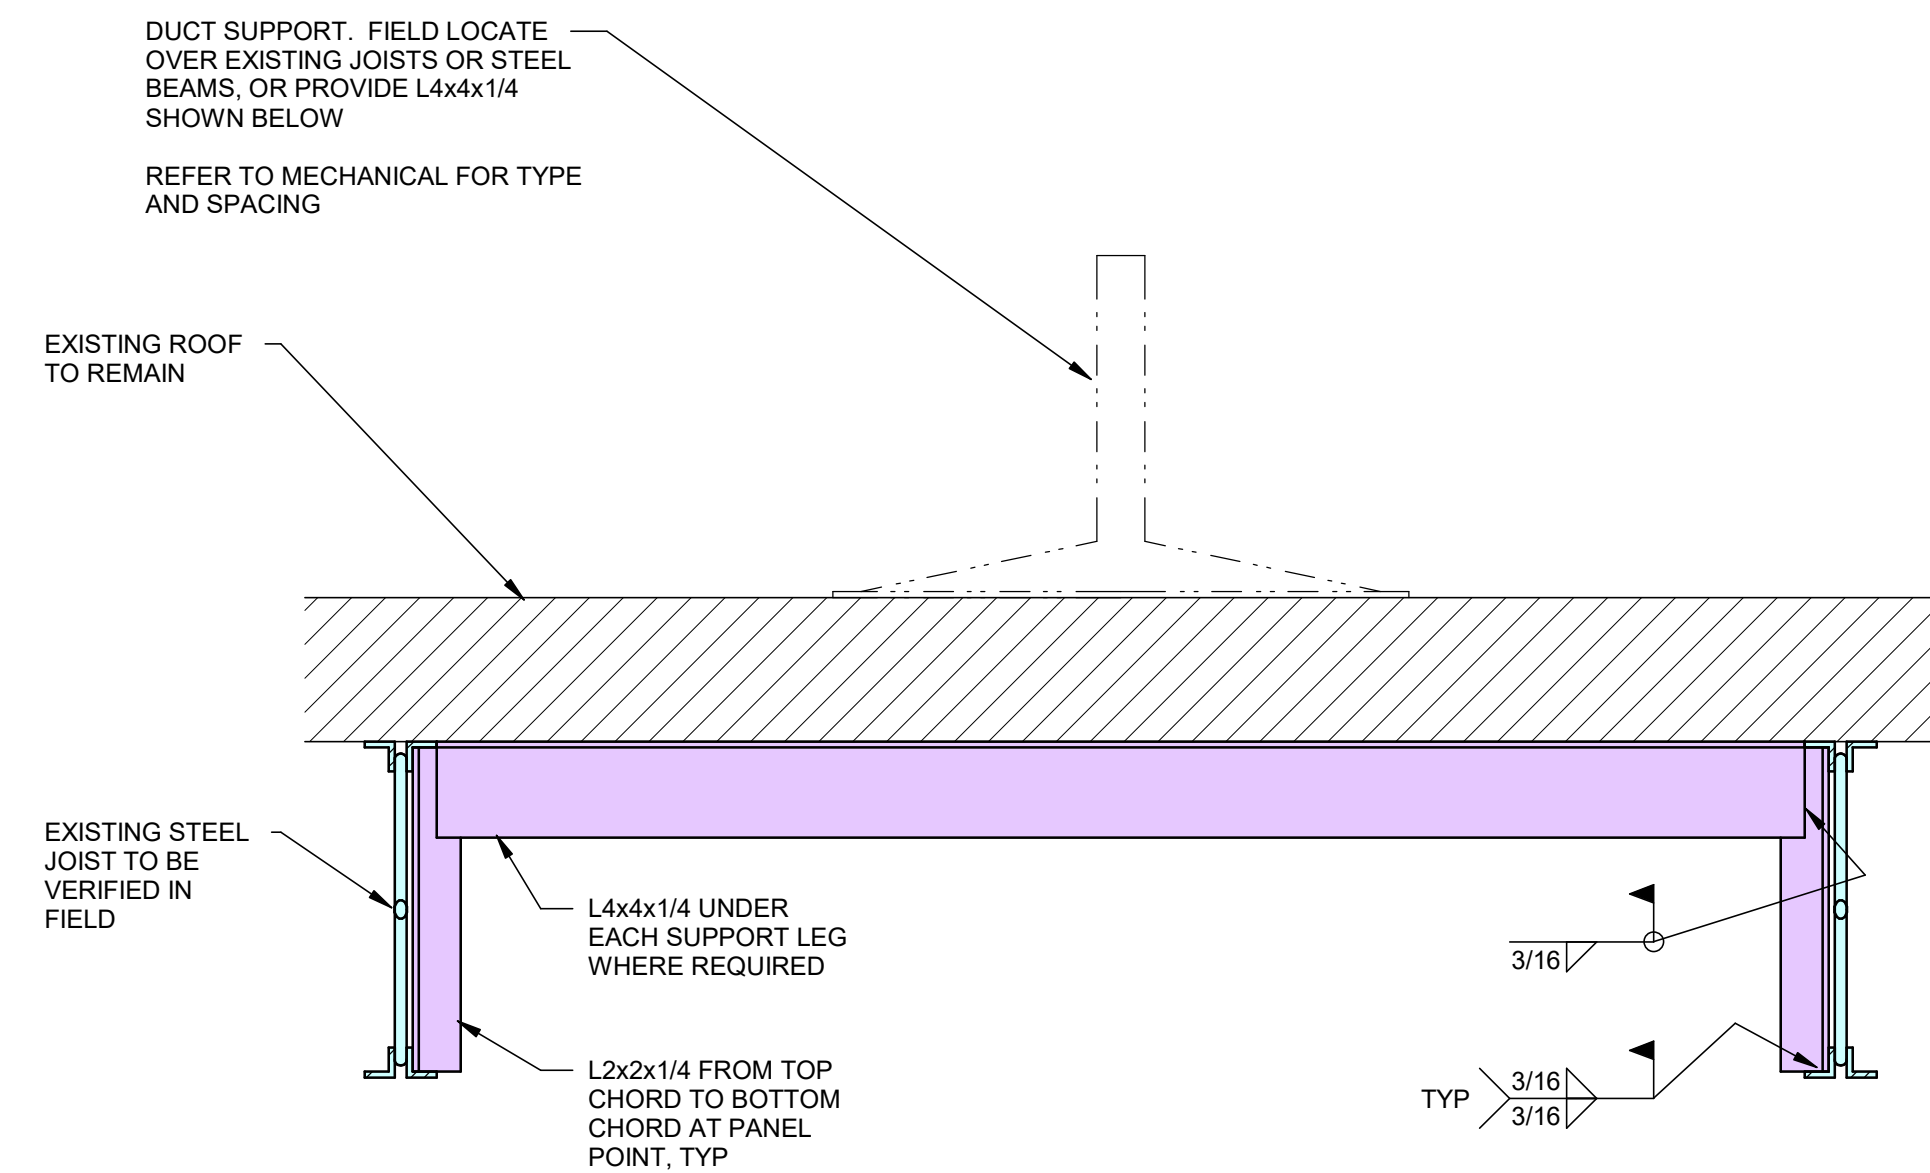 DUCT SUPPORT. FIELD LOCATE
OVER EXISTING JOISTS OR STEEL
BEAMS, OR PROVIDE L4x4x1/4
SHOWN BELOW
REFER TO MECHANICAL FOR TYPE
AND SPACING
EXISTING ROOF
TO REMAIN
EXISTING STEEL
JOIST TO BE
VERIFIED IN
FIELD
L4x4x1/4 UNDER
EACH SUPPORT LEG
WHERE REQUIRED
3/16
L2x2x1/4 FROM TOP
CHORD TO BOTTOM
CHORD AT PANEL
POINT, TYP
TYP
3/16
3/16